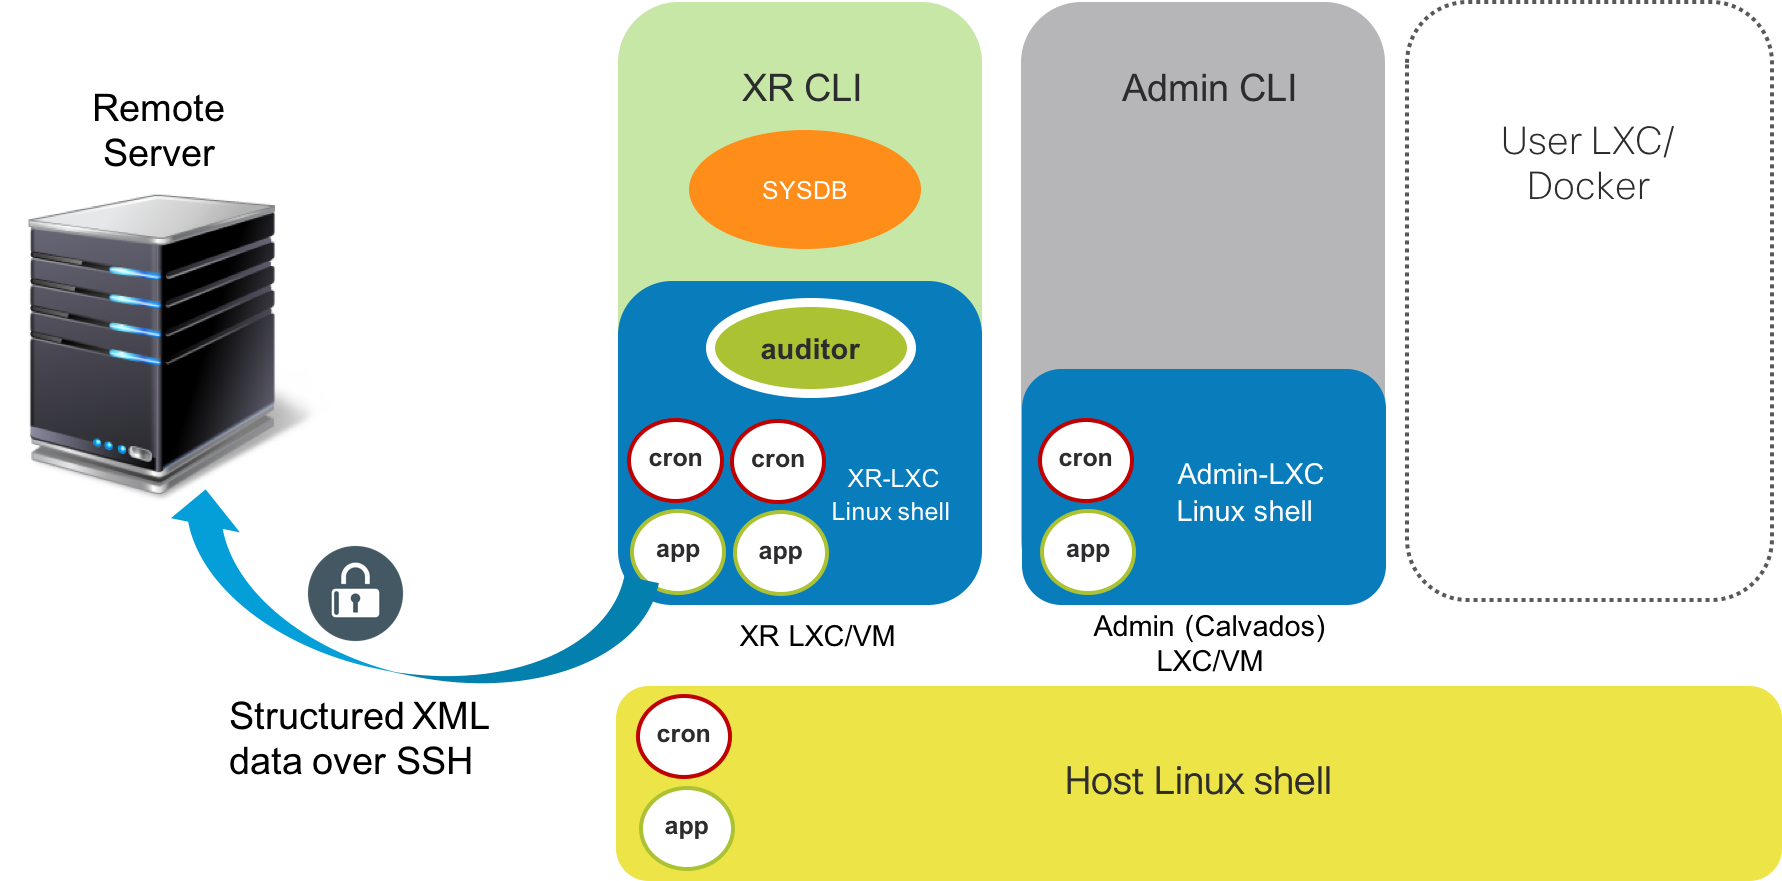 Remote
Server
XR CLI
SYSDB
auditor
cron
cron
app
app
XR-LXC
Linux shell
XR LXC/VM
Admin CLI
cron
app
Admin-LXC
Linux shell
Admin (Calvados)
LXC/VM
User LXC/
Docker
Structured XML
data over SSH
cron
app
Host Linux shell